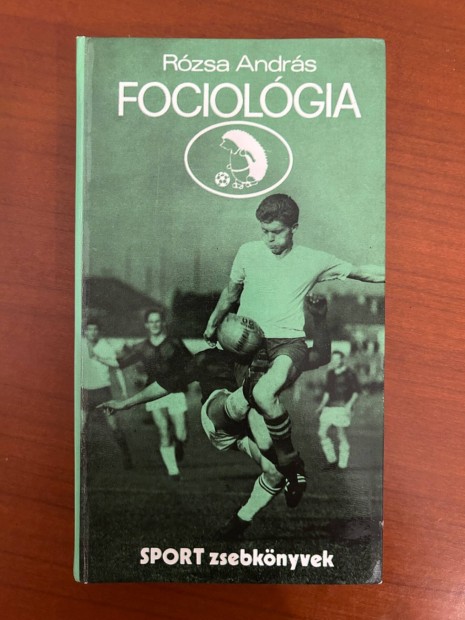 Rózsa András
FOCIOLÓGIA
SPORT zsebkönyvek